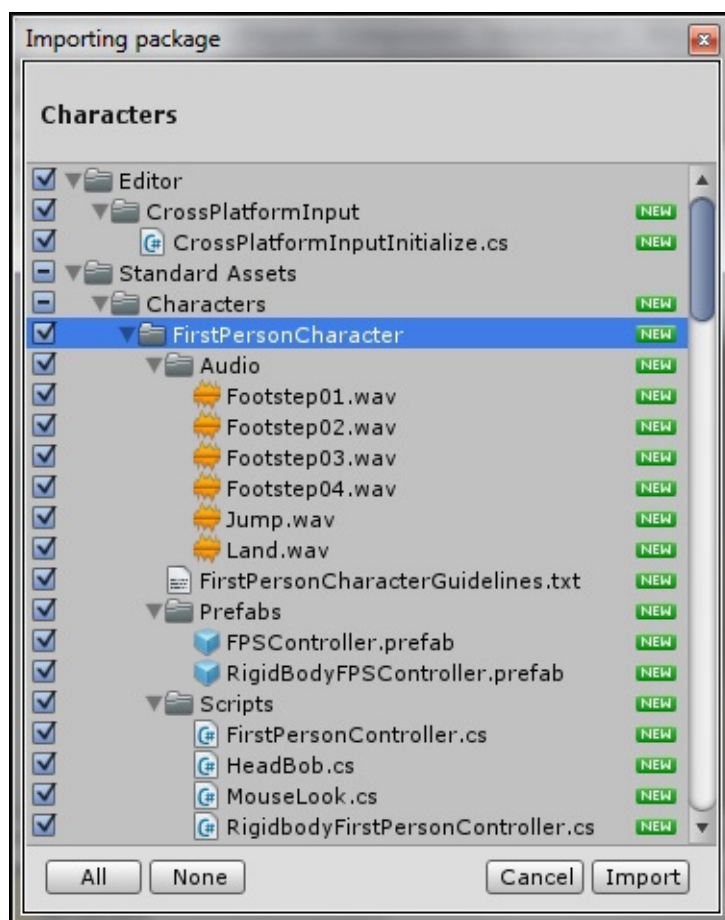 Importing package
Characters
Editor
CrossPlatformInput NEW
CrossPlatformInputInitialize.cs NEW
Standard Assets
Characters NEW
FirstPersonCharacter NEW
Audio NEW
Footstep01.wav NEW
Footstep02.wav NEW
Footstep03.wav NEW
Footstep04.wav NEW
Jump.wav NEW
Land.wav NEW
FirstPersonCharacterGuidelines.txt NEW
Prefabs NEW
FPSController.prefab NEW
RigidBodyFPSController.prefab NEW
Scripts NEW
C# FirstPersonController.cs NEW
C# HeadBob.cs NEW
C# MouseLook.cs NEW
C# RigidbodyFirstPersonController.cs NEW
All None Cancel Import